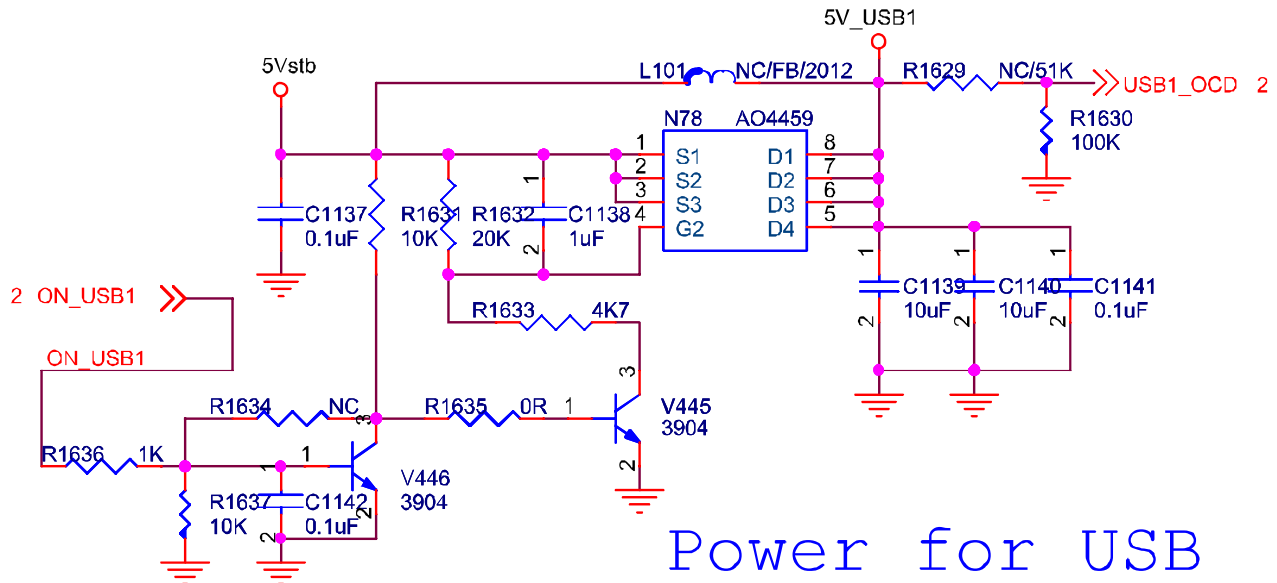 5V_USB1
5Vstb
L101 NC/FB/2012
R1629 NC/51K
USB1_OCD 2
N78 AO4459
R1630
100K
1 S1 D1 8
2 S2 D2 7
3 S3 D3 6
4 G2 D4 5
C1137
0.1uF
R1631
10K
R1632
20K
1
C1138
1uF
2
2 ON_USB1
ON_USB1
R1633 4K7
1
C1139
10uF
2
1
C1140
10uF
2
1
C1141
0.1uF
2
R1634 NC
3
R1635 0R
1
3
V445
3904
2
R1636 1K
1
1
V446
3904
2
R1637
10K
C1142
0.1uF
2
Power for USB